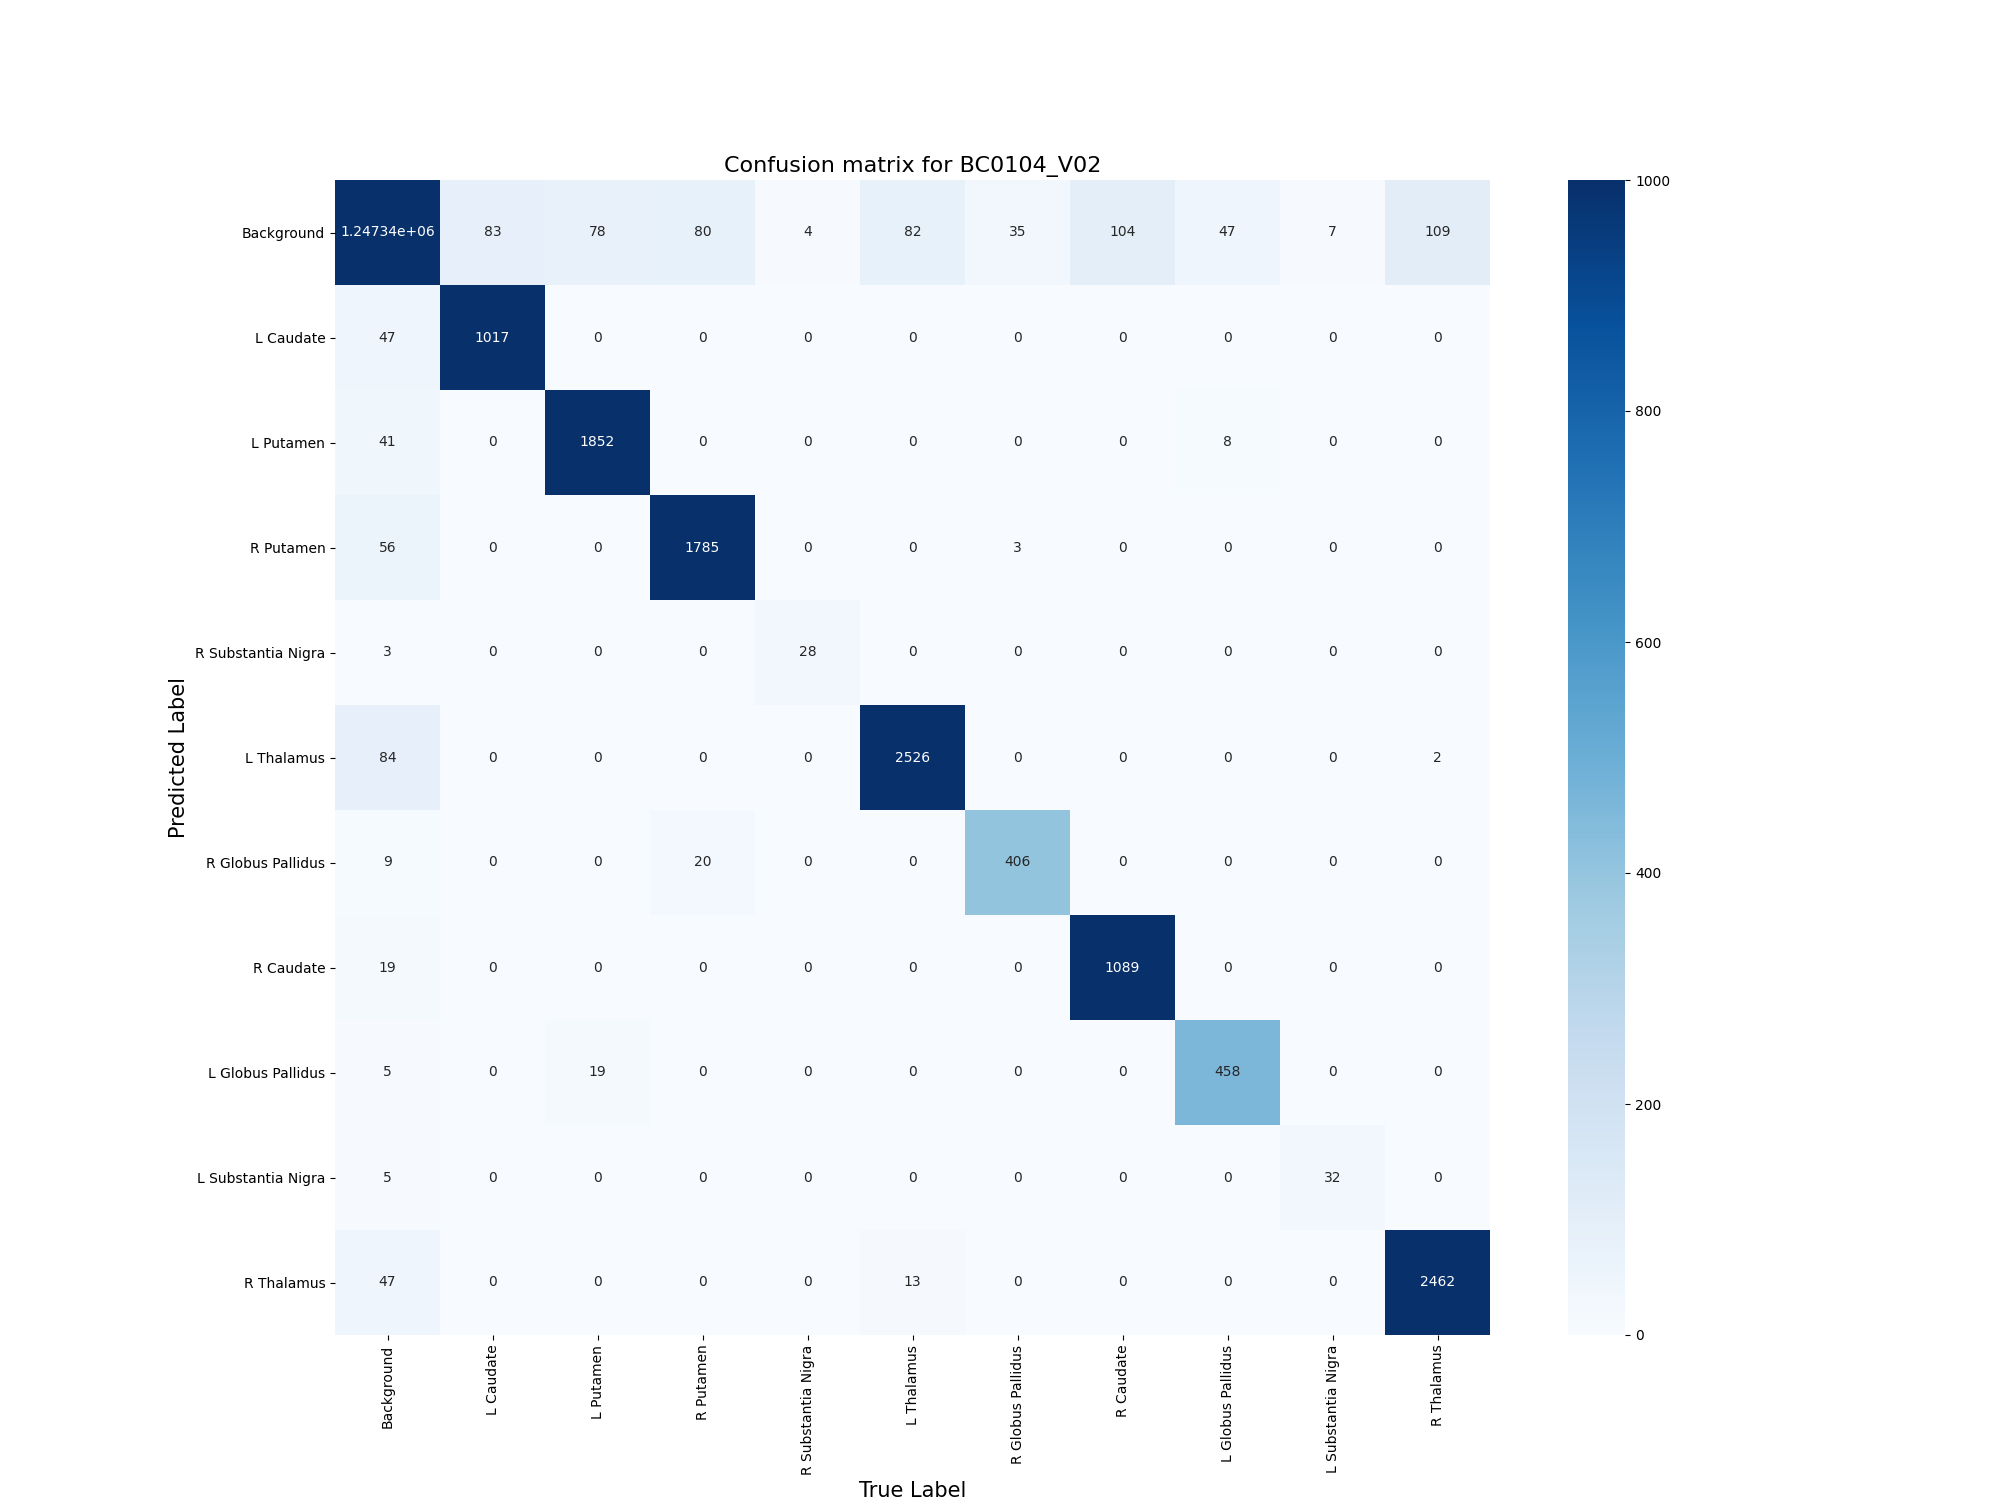 Confusion matrix for BC0104_V02
Background 1.24734e+06 83 78 80 4 82 35 104 47 7 109
L Caudate 47 1017 0 0 0 0 0 0 0 0 0
L Putamen 41 0 1852 0 0 0 0 0 8 0 0
R Putamen 56 0 0 1785 0 0 3 0 0 0 0
R Substantia Nigra 3 0 0 0 28 0 0 0 0 0 0
L Thalamus 84 0 0 0 0 2526 0 0 0 0 2
R Globus Pallidus 9 0 0 20 0 0 406 0 0 0 0
R Caudate 19 0 0 0 0 0 0 1089 0 0 0
L Globus Pallidus 5 0 19 0 0 0 0 0 458 0 0
L Substantia Nigra 5 0 0 0 0 0 0 0 0 32 0
R Thalamus 47 0 0 0 0 13 0 0 0 0 2462
Predicted Label
Background
L Caudate
L Putamen
R Putamen
R Substantia Nigra
L Thalamus
R Globus Pallidus
R Caudate
L Globus Pallidus
L Substantia Nigra
R Thalamus
True Label
1000
800
600
400
200
0